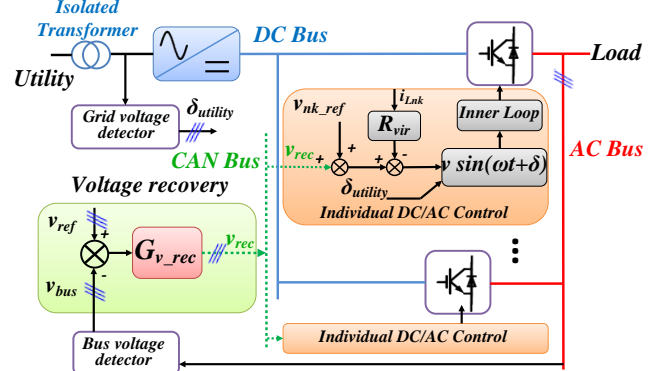 Isolated
Transformer
DC Bus
Utility
Load
Grid voltage
detector
δutility
CAN Bus
vnk_ref
iLnk
Rvir
Inner Loop
AC Bus
vrec
+
+
+
-
v sin(ωt+δ)
δutility
Individual DC/AC Control
Voltage recovery
vref
+
Gv_rec
vrec
vbus
-
Individual DC/AC Control
Bus voltage
detector